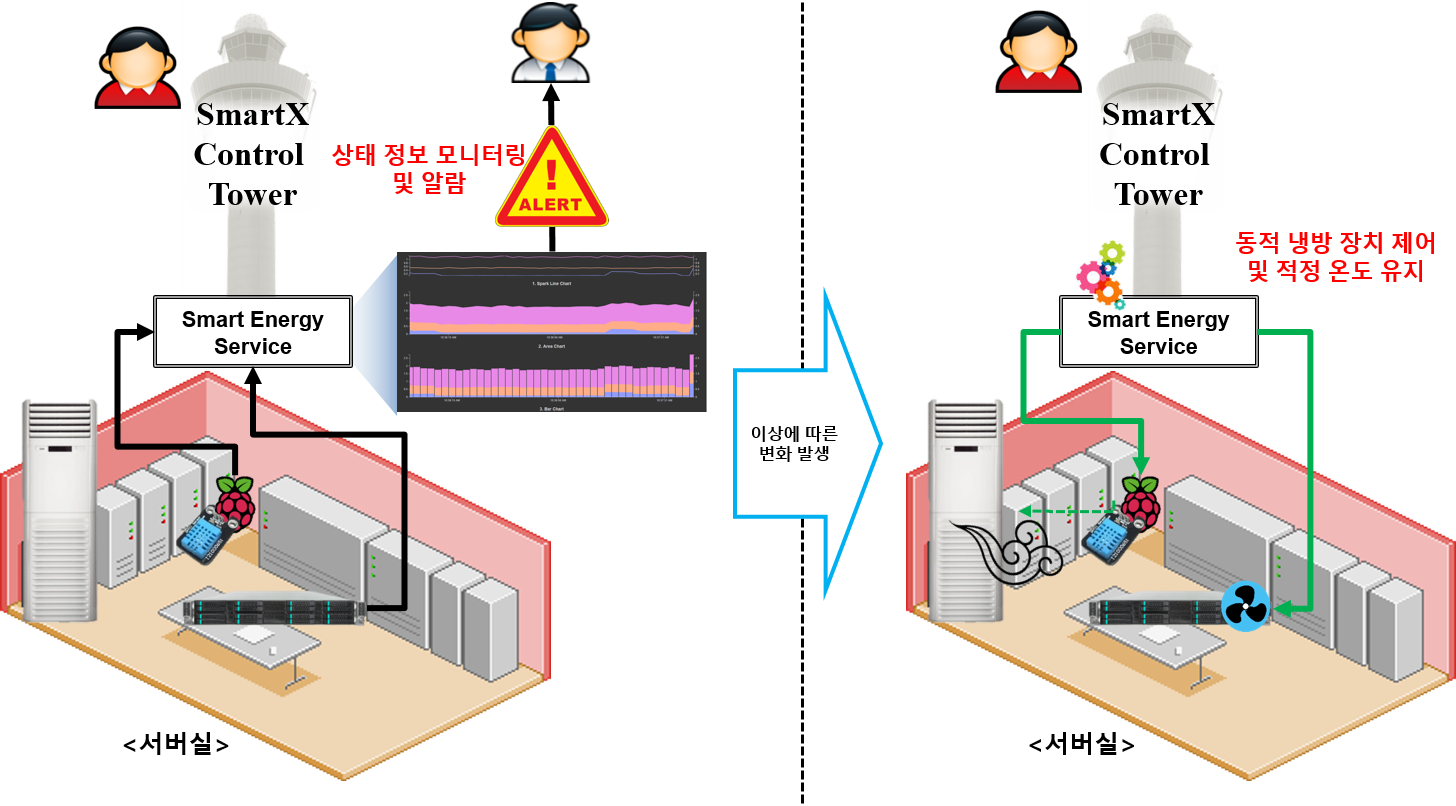 SmartX
Control
Tower
상태 정보 모니터링
및 알람
!
ALERT
1. Spark Line Chart
2. Area Chart
3. Bar Chart
Smart Energy
Service
<서버실>
이상에 따른
변화 발생
SmartX
Control
Tower
동적 냉방 장치 제어
및 적정 온도 유지
Smart Energy
Service
<서버실>